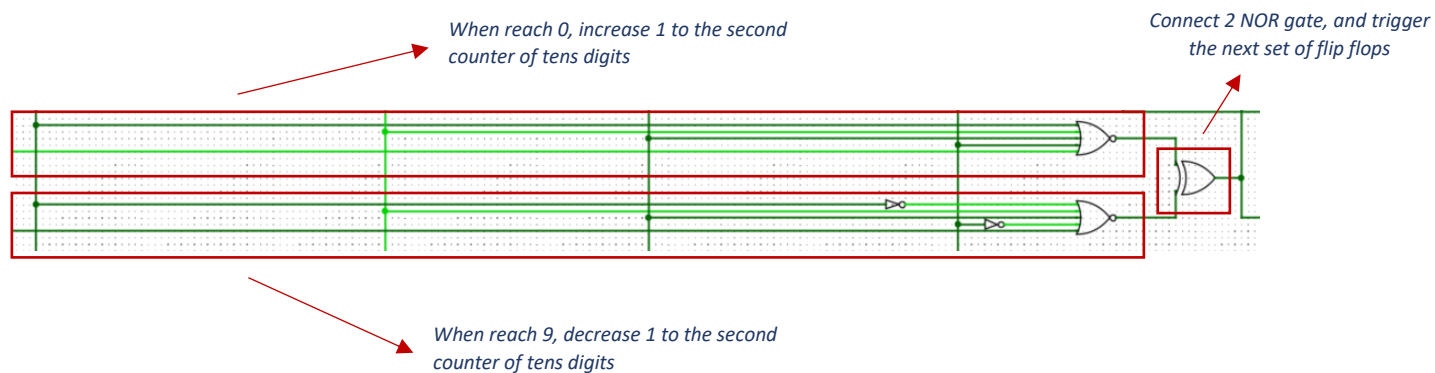 When reach 0, increase 1 to the second
counter of tens digits
Connect 2 NOR gate, and trigger
the next set of flip flops
When reach 9, decrease 1 to the second
counter of tens digits